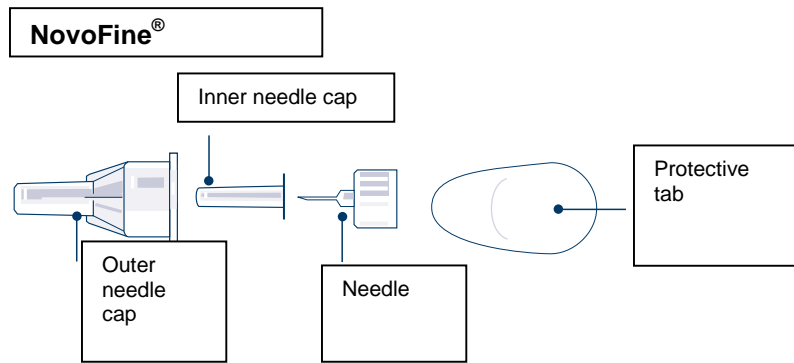 NovoFine®
Inner needle cap
Protective
tab
Outer
needle
cap
Needle